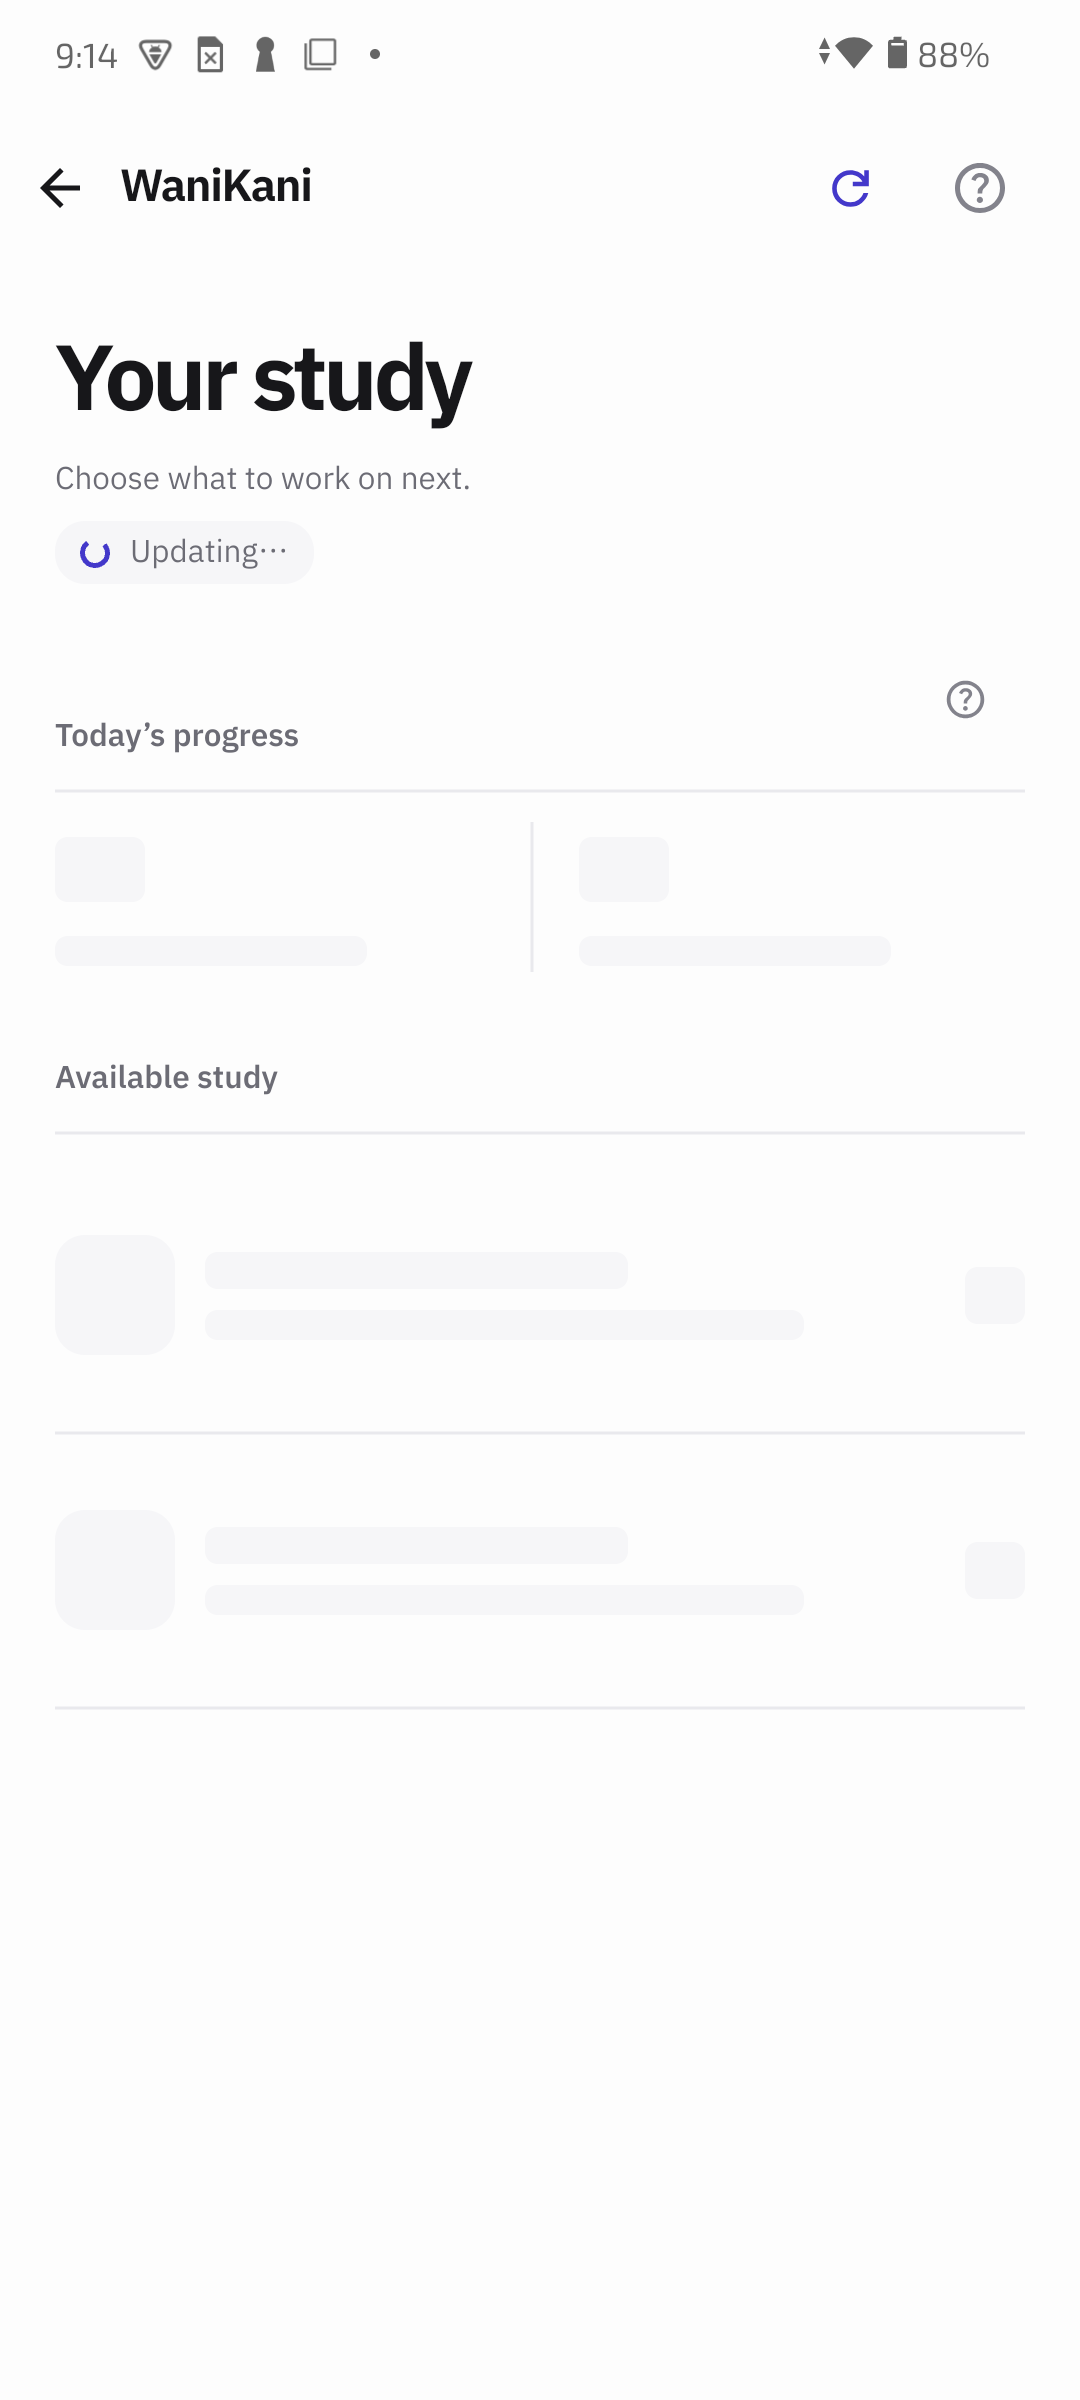 9:14
88%
WaniKani
Your study
Choose what to work on next.
Updating⋯
Today’s progress
Available study